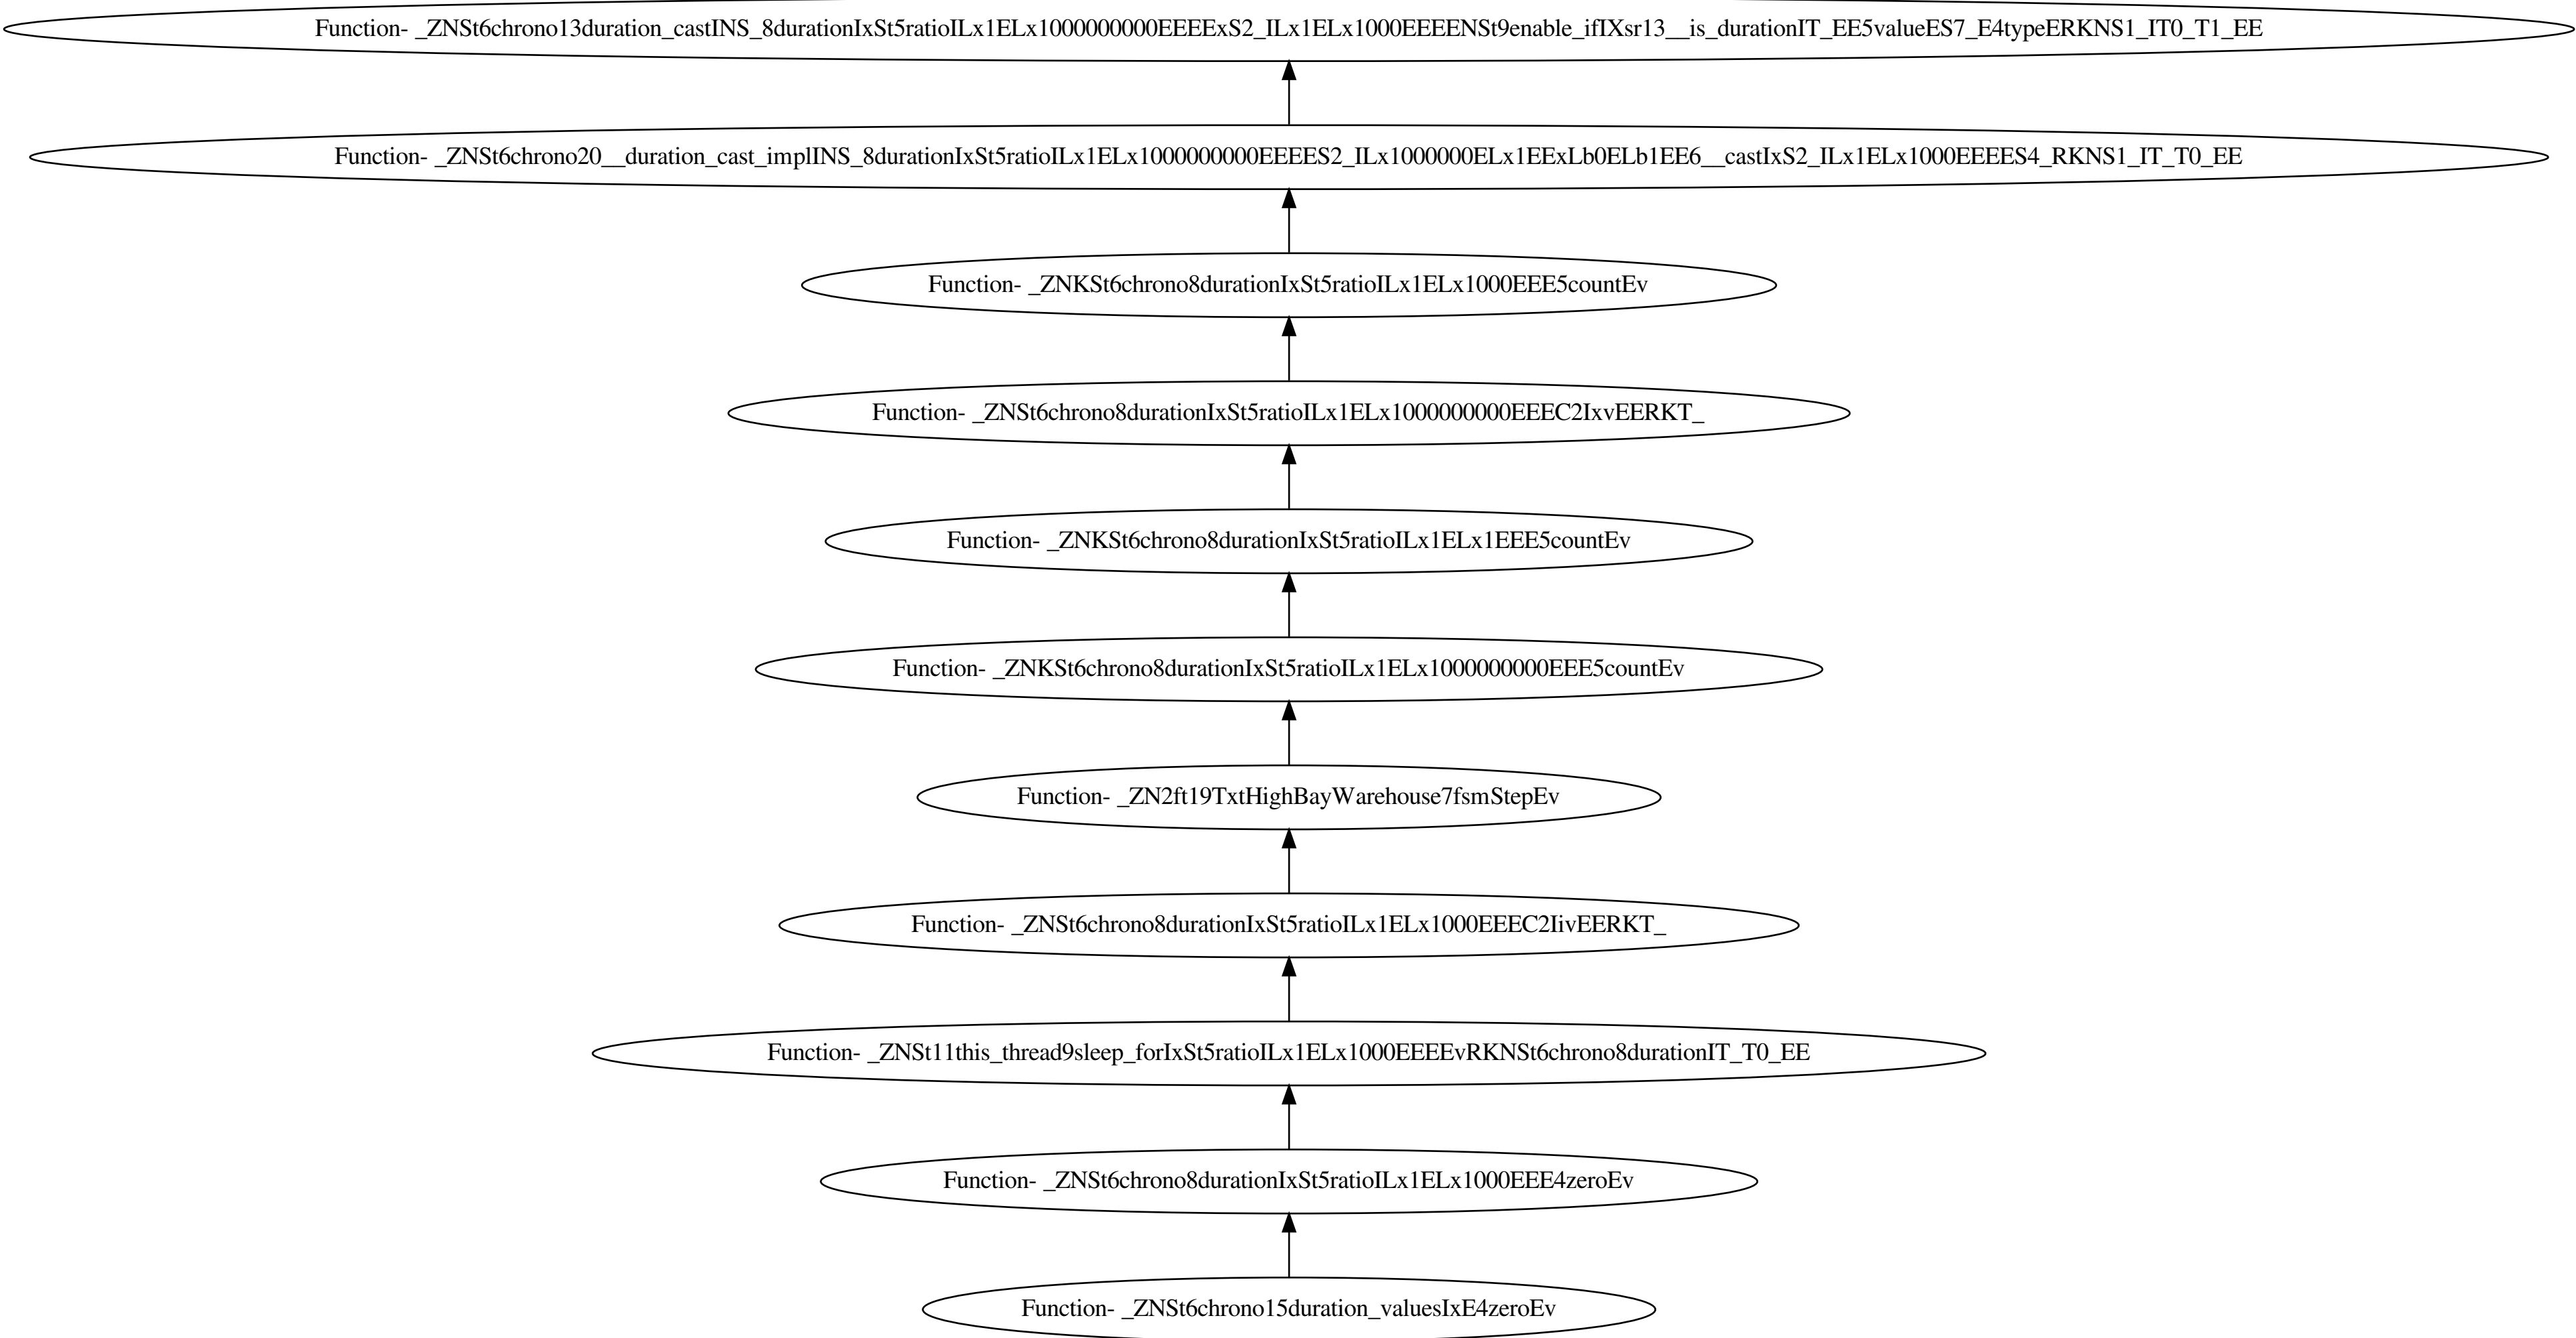 Function- _ZNSt6chrono13duration_castINS_8durationIxSt5ratioILx1ELx1000000000EEEExS2_ILx1ELx1000EEEENSt9enable_ifIXsr13__is_durationIT_EE5valueES7_E4typeERKNS1_IT0_T1_EE
Function- _ZNSt6chrono20__duration_cast_implINS_8durationIxSt5ratioILx1ELx1000000000EEEES2_ILx1000000ELx1EExLb0ELb1EE6__castIxS2_ILx1ELx1000EEEES4_RKNS1_IT_T0_EE
Function- _ZNKSt6chrono8durationIxSt5ratioILx1ELx1000EEE5countEv
Function- _ZNSt6chrono8durationIxSt5ratioILx1ELx1000000000EEEC2IxvEERKT_
Function- _ZNKSt6chrono8durationIxSt5ratioILx1ELx1EEE5countEv
Function- _ZNKSt6chrono8durationIxSt5ratioILx1ELx1000000000EEE5countEv
Function- _ZN2ft19TxtHighBayWarehouse7fsmStepEv
Function- _ZNSt6chrono8durationIxSt5ratioILx1ELx1000EEEC2IivEERKT_
Function- _ZNSt11this_thread9sleep_forIxSt5ratioILx1ELx1000EEEEvRKNSt6chrono8durationIT_T0_EE
Function- _ZNSt6chrono8durationIxSt5ratioILx1ELx1000EEE4zeroEv
Function- _ZNSt6chrono15duration_valuesIxE4zeroEv